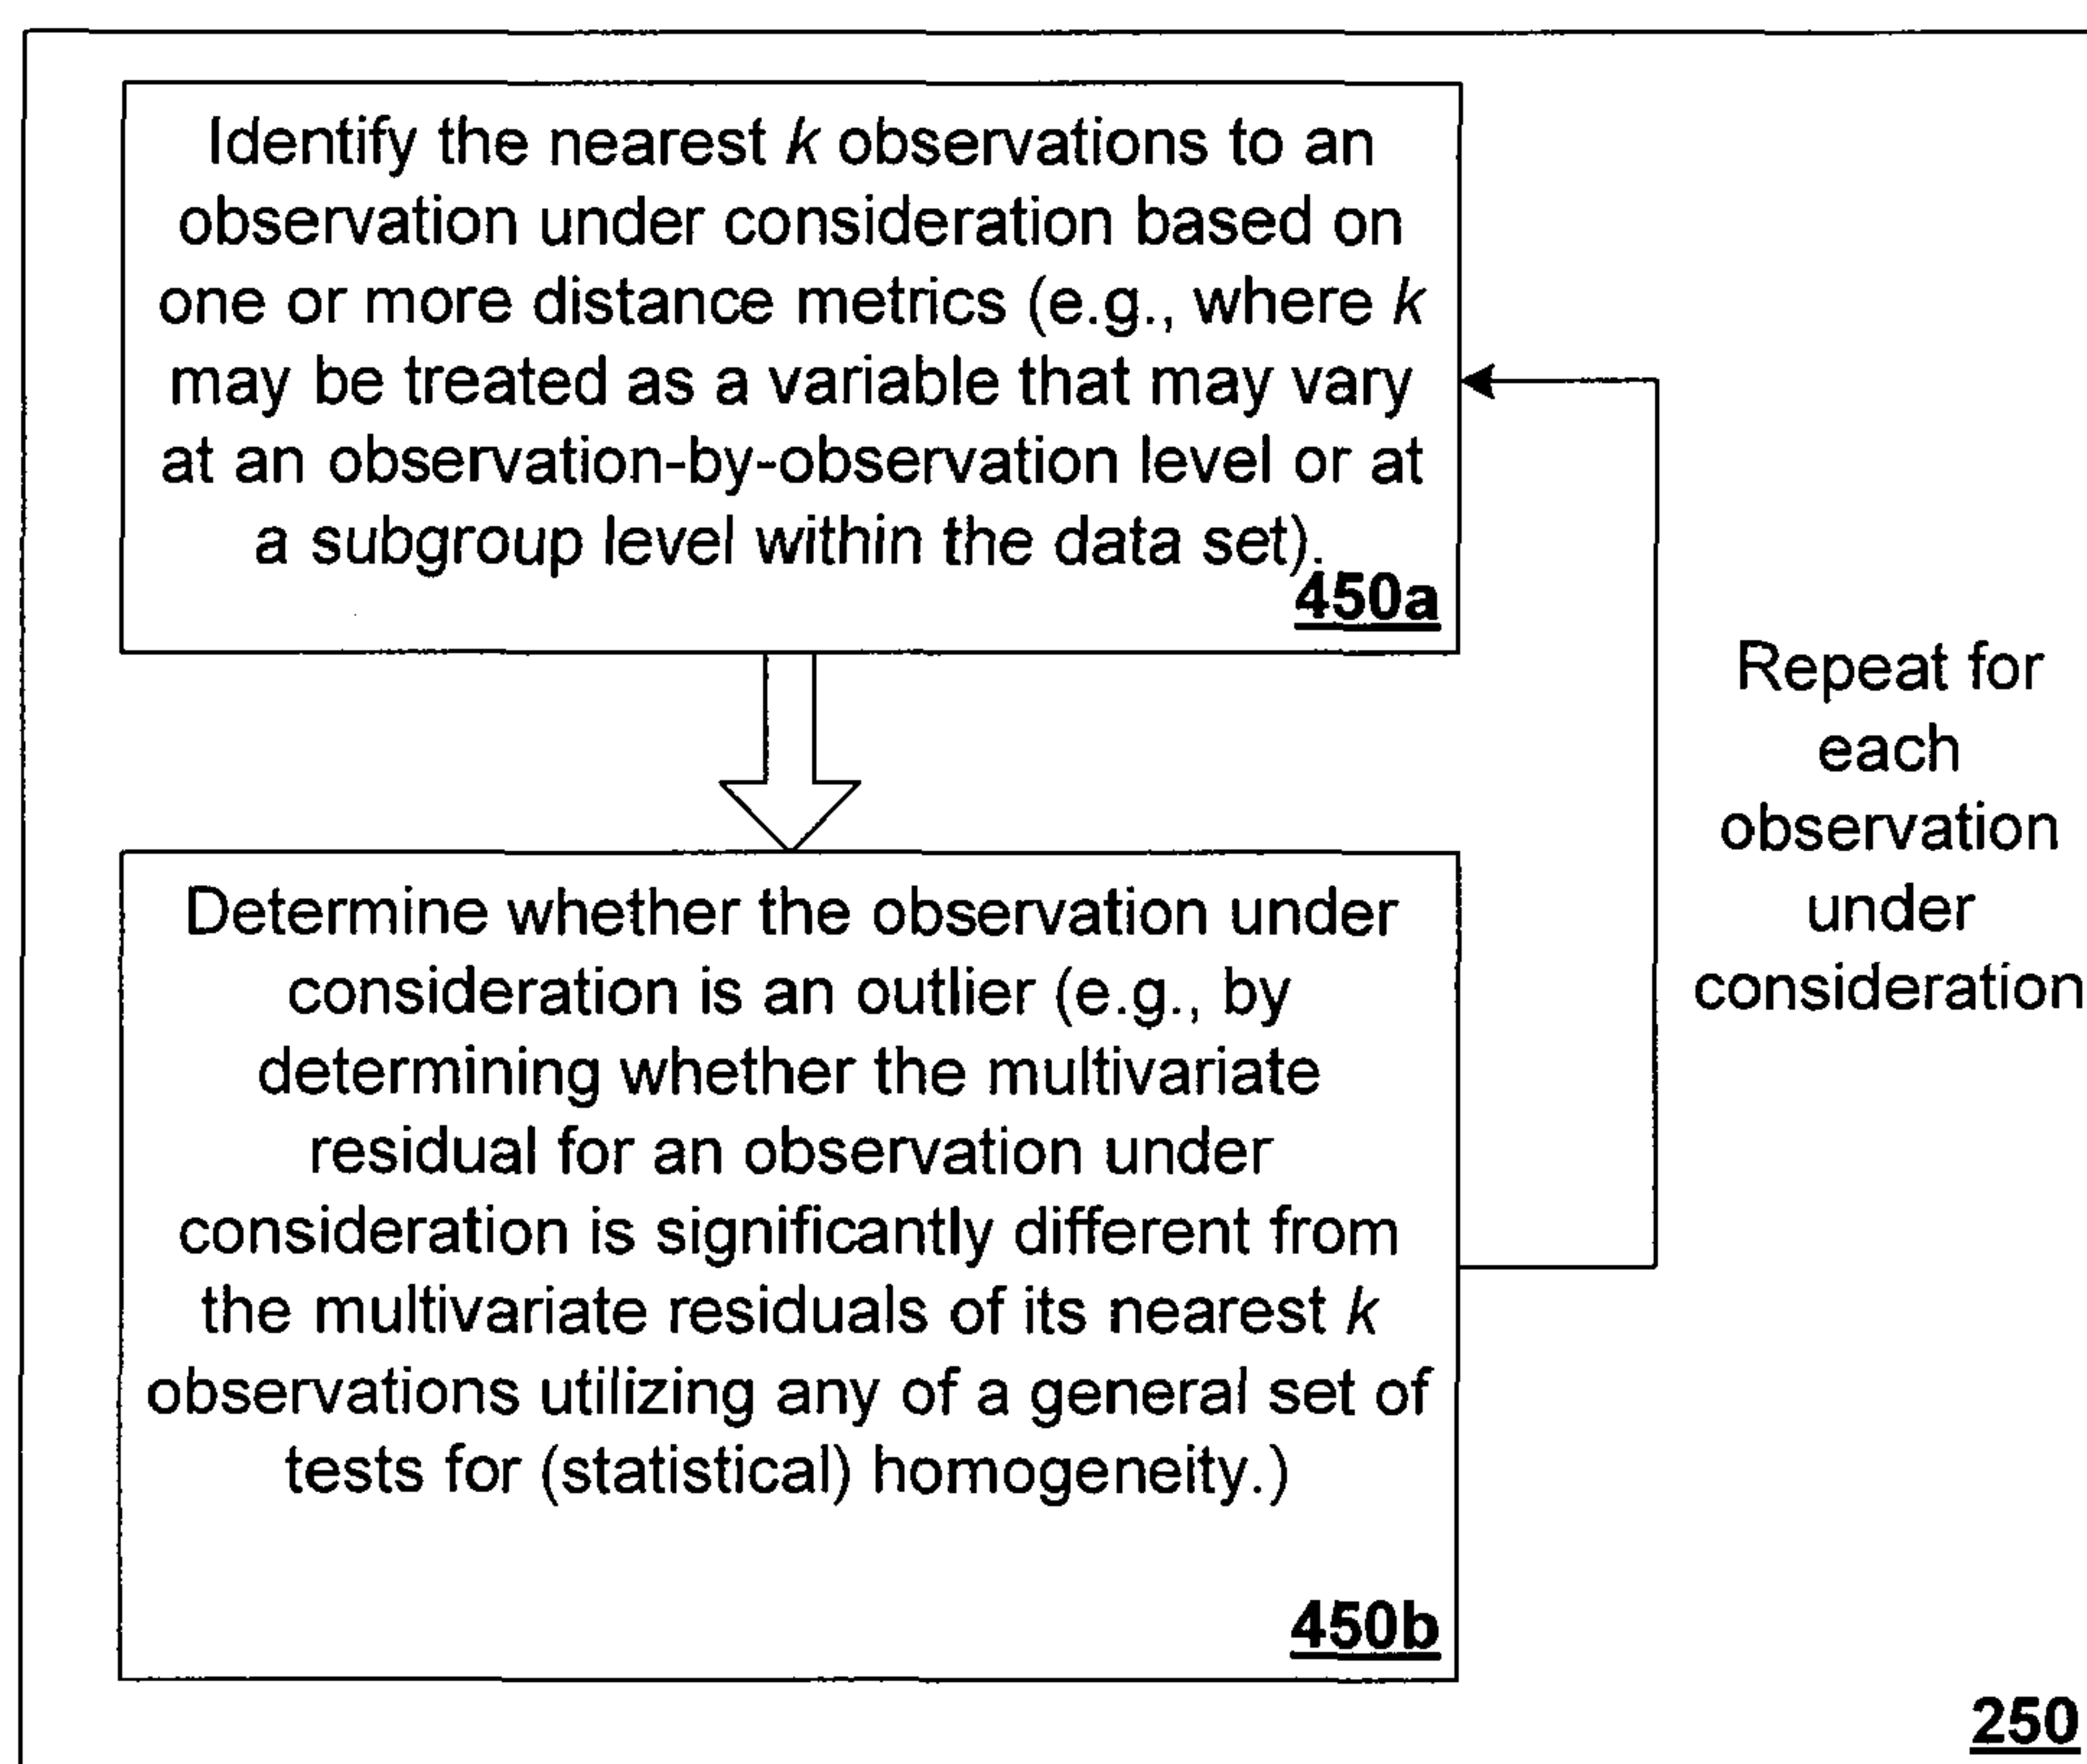 Identify the nearest k observations to an
observation under consideration based on
one or more distance metrics (e.g., where k
may be treated as a variable that may vary
at an observation-by-observation level or at
a subgroup level within the data set).
450a
Repeat for
each
observation
under
consideration
Determine whether the observation under
consideration is an outlier (e.g., by
determining whether the multivariate
residual for an observation under
consideration is significantly different from
the multivariate residuals of its nearest k
observations utilizing any of a general set of
tests for (statistical) homogeneity.)
450b
250